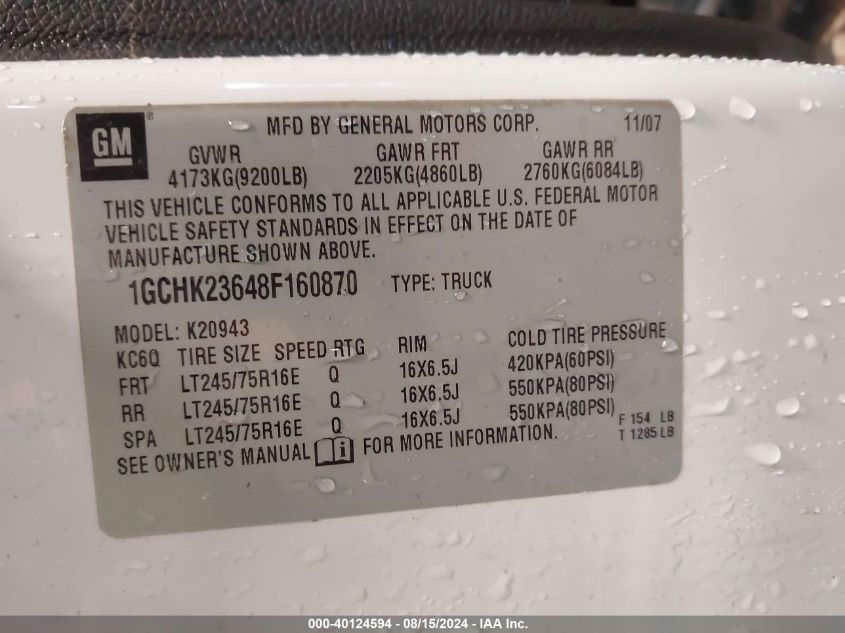 GM ®
MFD BY GENERAL MOTORS CORP. 11/07
GVWR GAWR FRT GAWR RR
4173KG(9200LB) 2205KG(4860LB) 2760KG(6084LB)
THIS VEHICLE CONFORMS TO ALL APPLICABLE U.S. FEDERAL MOTOR
VEHICLE SAFETY STANDARDS IN EFFECT ON THE DATE OF
MANUFACTURE SHOWN ABOVE.
1GCHK23648F160870 TYPE: TRUCK
MODEL: K20943
KC6Q TIRE SIZE SPEED RTG RIM COLD TIRE PRESSURE
FRT LT245/75R16E Q 16X6.5J 420KPA(60PSI)
RR LT245/75R16E Q 16X6.5J 550KPA(80PSI)
SPA LT245/75R16E Q 16X6.5J 550KPA(80PSI)
F 154 LB
T 1285 LB
SEE OWNER'S MANUAL i FOR MORE INFORMATION.
000-40124594 - 08/15/2024 - IAA Inc.